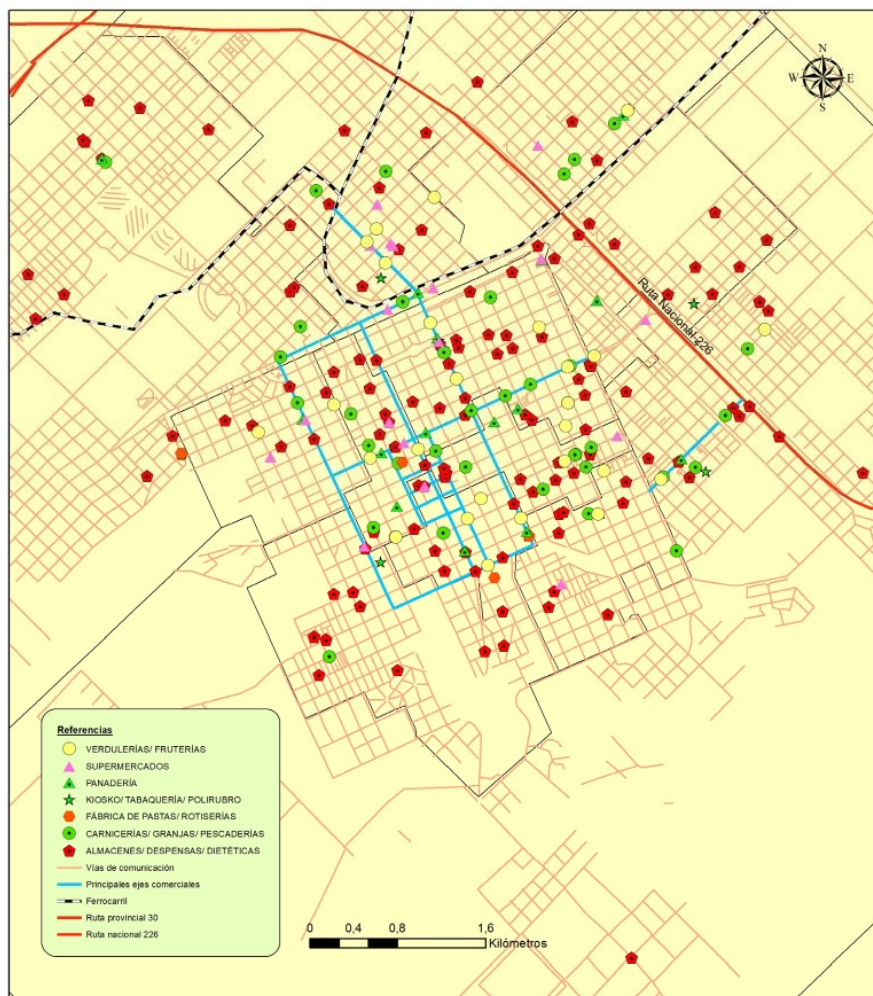 N
W E
S
Ruta Nacional 226
Referencias
VERDULERÍAS/ FRUTERÍAS
SUPERMERCADOS
PANADERÍA
KIOSKO/ TABAQUERÍA/ POLIRUBRO
FÁBRICA DE PASTAS/ ROTISERÍAS
CARNICERÍAS/ GRANJAS/ PESCADERÍAS
ALMACENES/ DESPENSAS/ DIETÉTICAS
Vías de comunicación
Principales ejes comerciales
Ferrocarril
Ruta provincial 30
Ruta nacional 226
0 0,4 0,8 1,6
Kilómetros